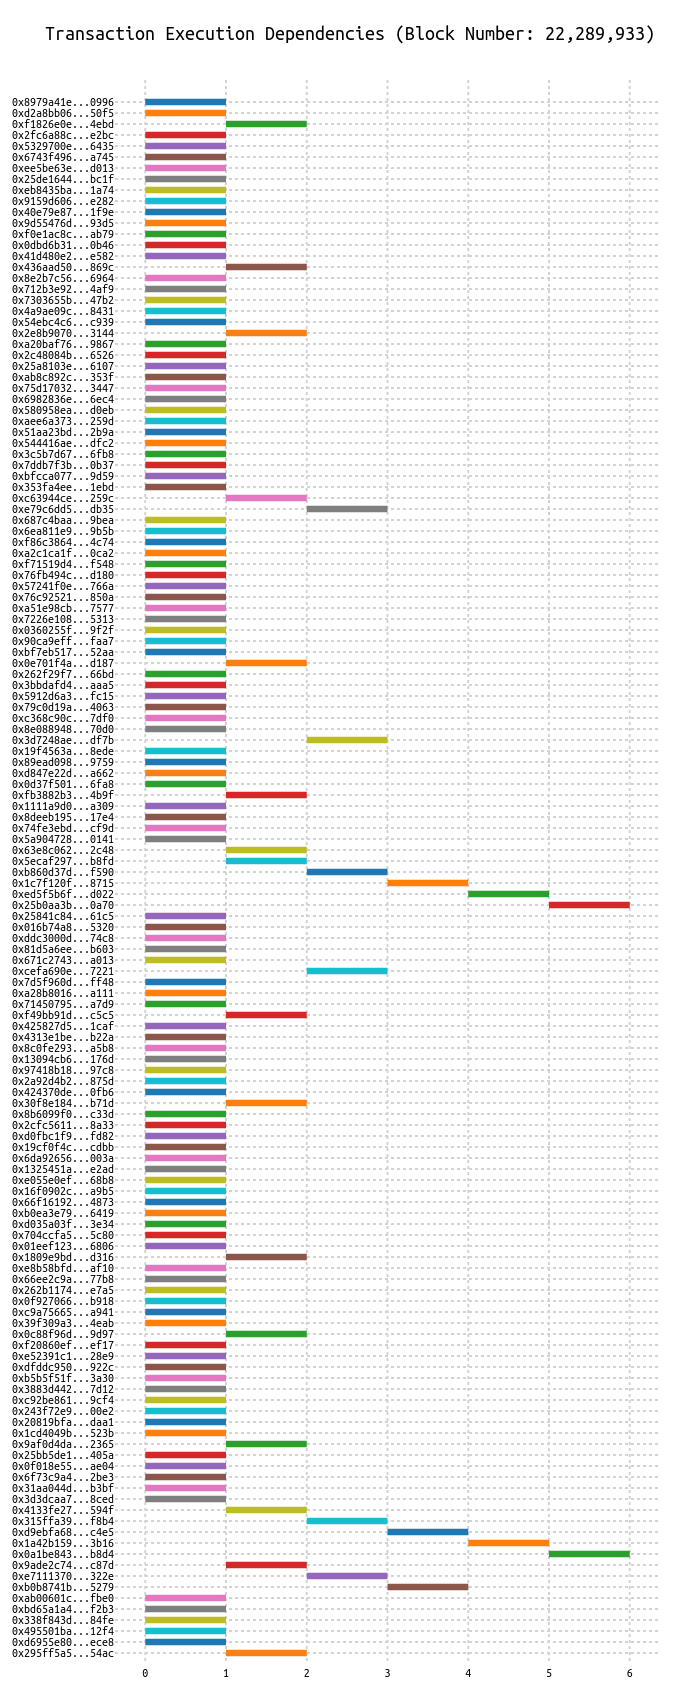 Transaction Execution Dependencies (Block Number: 22,289,933)
0x8979a41e...0996
0xd2a8bb06...50f5
0xf1826e0e...4ebd
0x2fc6a88c...e2bc
0x5329700e...6435
0x6743f496...a745
0xee5be63e...d013
0x25de1644...bc1f
0xeb8435ba...1a74
0x9159d606...e282
0x40e79e87...1f9e
0x9d55476d...93d5
0xf0e1ac8c...ab79
0x0dbd6b31...0b46
0x41d480e2...e582
0x436aad50...869c
0x8e2b7c56...6964
0x712b3e92...4af9
0x7303655b...47b2
0x4a9ae09c...8431
0x54ebc4c6...c939
0x2e8b9070...3144
0xa20baf76...9867
0x2c48084b...6526
0x25a8103e...6107
0xab8c892c...353f
0x75d17032...3447
0x6982836e...6ec4
0x580958ea...d0eb
0xaee6a373...259d
0x51aa23bd...2b9a
0x544416ae...dfc2
0x3c5b7d67...6fb8
0x7ddb7f3b...0b37
0xbfcca077...9d59
0x353fa4ee...1ebd
0xc63944ce...259c
0xe79c6dd5...db35
0x687c4baa...9bea
0x6ea811e9...9b5b
0xf86c3864...4c74
0xa2c1ca1f...0ca2
0xf71519d4...f548
0x76fb494c...d180
0x57241f0e...766a
0x76c92521...850a
0xa51e98cb...7577
0x7226e108...5313
0x0360255f...9f2f
0x90ca9eff...faa7
0xbf7eb517...52aa
0x0e701f4a...d187
0x262f29f7...66bd
0x3bbdafd4...aaa5
0x5912d6a3...fc15
0x79c0d19a...4063
0xc368c90c...7df0
0x8e088948...70d0
0x3d7248ae...df7b
0x19f4563a...8ede
0x89ead098...9759
0xd847e22d...a662
0x0d37f501...6fa8
0xfb3882b3...4b9f
0x1111a9d0...a309
0x8deeb195...17e4
0x74fe3ebd...cf9d
0x5a904728...0141
0x63e8c062...2c48
0x5ecaf297...b8fd
0xb860d37d...f590
0x1c7f120f...8715
0xed5f5b6f...d022
0x25b0aa3b...0a70
0x25841c84...61c5
0x016b74a8...5320
0xddc3000d...74c8
0x81d5a6ee...b603
0x671c2743...a013
0xcefa690e...7221
0x7d5f960d...ff48
0xa28b8016...a111
0x71450795...a7d9
0xf49bb91d...c5c5
0x425827d5...1caf
0x4313e1be...b22a
0x8c0fe293...a5b8
0x13094cb6...176d
0x97418b18...97c8
0x2a92d4b2...875d
0x424370de...0fb6
0x30f8e184...b71d
0x8b6099f0...c33d
0x2cfc5611...8a33
0xd0fbc1f9...fd82
0x19cf0f4c...cdbb
0x6da92656...003a
0x1325451a...e2ad
0xe055e0ef...68b8
0x16f0902c...a9b5
0x66f16192...4873
0xb0ea3e79...6419
0xd035a03f...3e34
0x704ccfa5...5c80
0x01eef123...6806
0x1809e9bd...d316
0xe8b58bfd...af10
0x66ee2c9a...77b8
0x262b1174...e7a5
0x0f927066...b918
0xc9a75665...a941
0x39f309a3...4eab
0x0c88f96d...9d97
0xf20860ef...ef17
0xe52391c1...28e9
0xdfddc950...922c
0xb5b5f51f...3a30
0x3883d442...7d12
0xc92be861...9cf4
0x243f72e9...00e2
0x20819bfa...daa1
0x1cd4049b...523b
0x9af0d4da...2365
0x25bb5de1...405a
0x0f018e55...ae04
0x6f73c9a4...2be3
0x31aa044d...b3bf
0x3d3dcaa7...8ced
0x4133fe27...594f
0x315ffa39...f8b4
0xd9ebfa68...c4e5
0x1a42b159...3b16
0x0a1be843...b8d4
0x9ade2c74...c87d
0xe7111370...322e
0xb0b8741b...5279
0xab00601c...fbe0
0xbd65a1a4...f2b3
0x338f843d...84fe
0x495501ba...12f4
0xd6955e80...ece8
0x295ff5a5...54ac
0 1 2 3 4 5 6